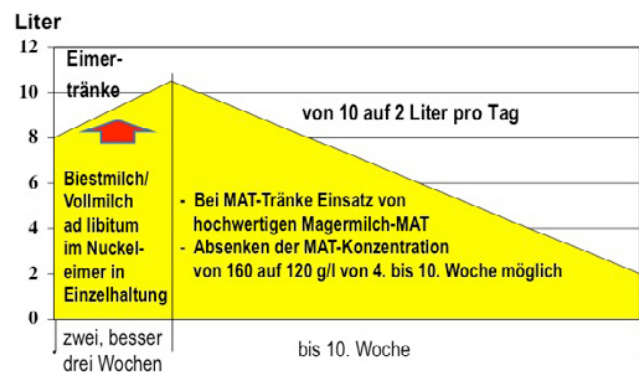 Liter
12
10
8
6
4
2
0
Eimer-
tränke
von 10 auf 2 Liter pro Tag
Biestmilch/
Vollmilch
ad libitum
im Nuckel-
eimer in
Einzelhaltung
- Bei MAT-Tränke Einsatz von
hochwertigen Magermilch-MAT
- Absenken der MAT-Konzentration
von 160 auf 120 g/l von 4. bis 10. Woche möglich
zwei, besser
drei Wochen
bis 10. Woche